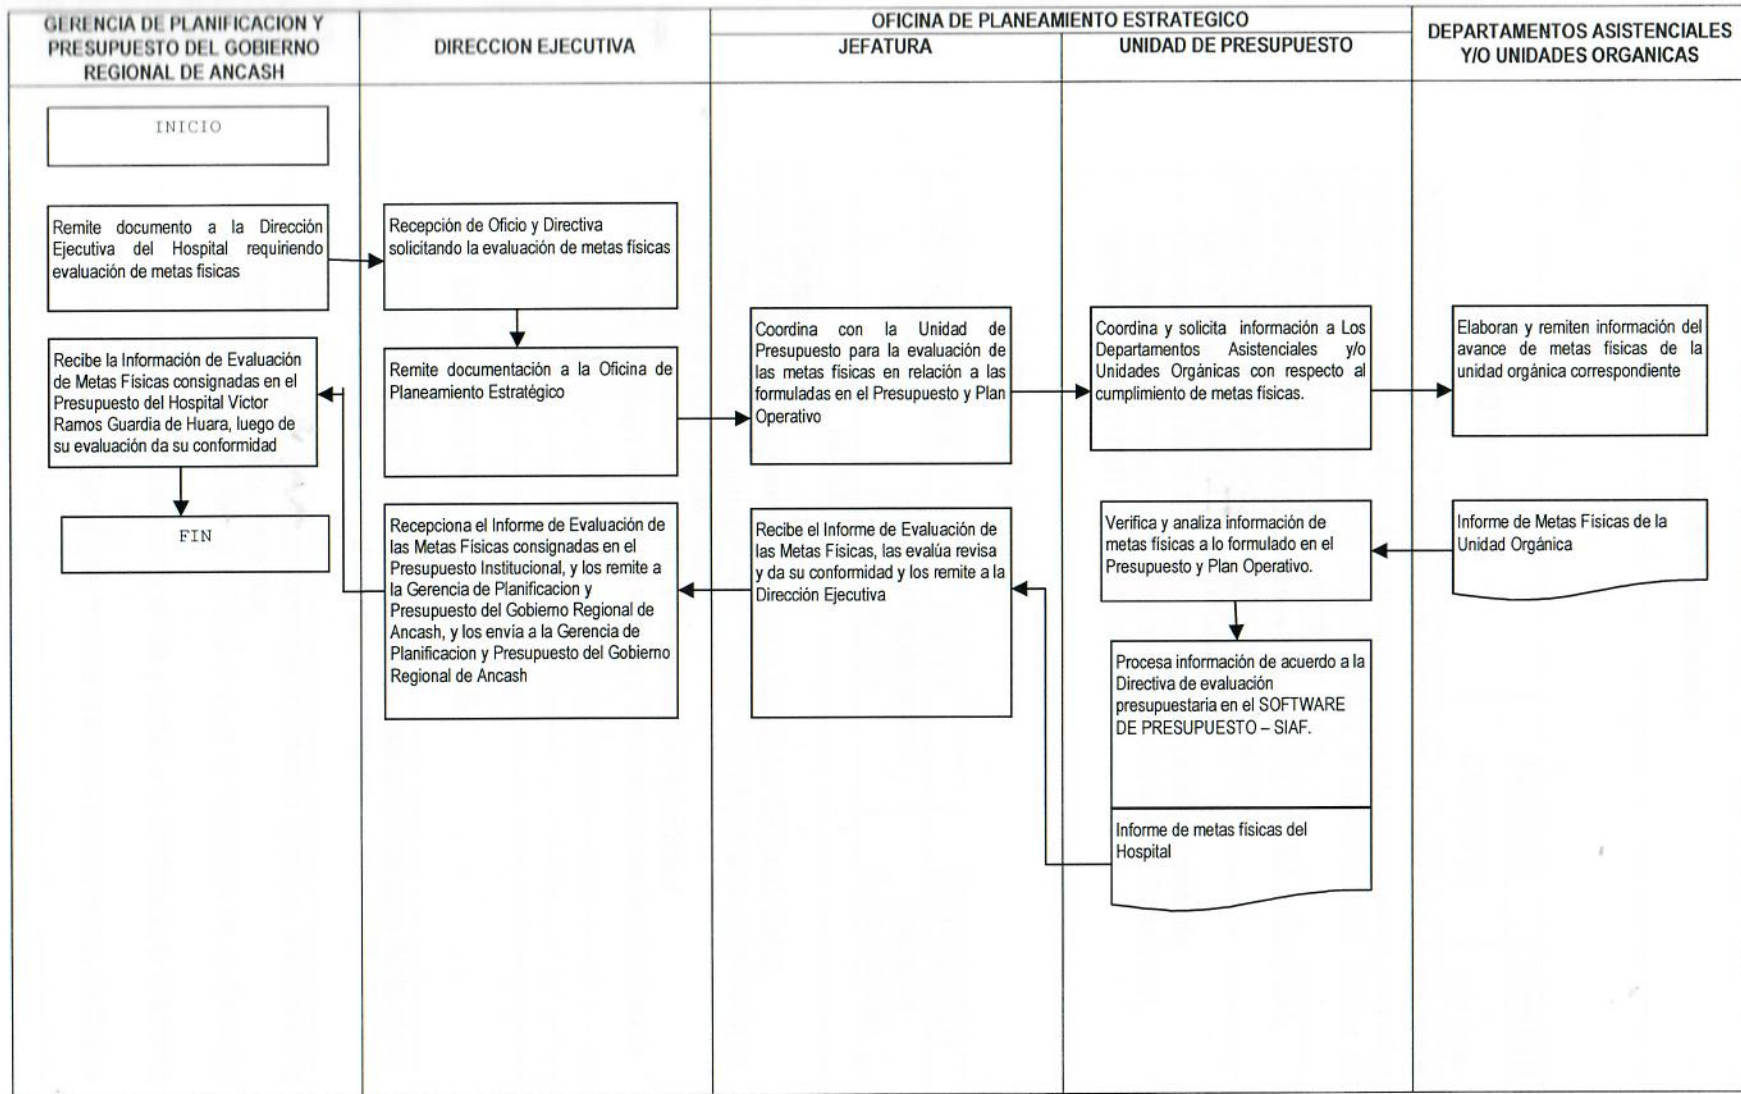 GERENCIA DE PLANIFICACION Y
PRESUPUESTO DEL GOBIERNO
REGIONAL DE ANCASH
DIRECCION EJECUTIVA
OFICINA DE PLANEAMIENTO ESTRATEGICO
JEFATURA
UNIDAD DE PRESUPUESTO
DEPARTAMENTOS ASISTENCIALES
Y/O UNIDADES ORGANICAS
INICIO
Remite documento a la Dirección
Ejecutiva del Hospital requiriendo
evaluación de metas fisicas
Recepción de Oficio y Directiva
solicitando la evaluación de metas físicas
Remite documentación a la Oficina de
Planeamiento Estratégico
Coordina con la Unidad de
Presupuesto para la evaluación de
las metas físicas en relación a las
formuladas en el Presupuesto y Plan
Operativo
Coordina y solicita información a Los
Departamentos Asistenciales y/o
Unidades Orgánicas con respecto al
cumplimiento de metas físicas.
Elaboran y remiten información del
avance de metas físicas de la
unidad orgánica correspondiente
Informe de Metas Físicas de la
Unidad Orgánica
Verifica y analiza información de
metas físicas a lo formulado en el
Presupuesto y Plan Operativo.
Procesa información de acuerdo a la
Directiva de evaluación
presupuestaria en el SOFTWARE
DE PRESUPUESTO – SIAF.
Informe de metas físicas del
Hospital
Recibe el Informe de Evaluación de
las Metas Físicas, las evalúa revisa
y da su conformidad y los remite a la
Dirección Ejecutiva
Recepciona el Informe de Evaluación de
las Metas Físicas consignadas en el
Presupuesto Institucional, y los remite a
la Gerencia de Planificacion y
Presupuesto del Gobierno Regional de
Ancash, y los envía a la Gerencia de
Planificacion y Presupuesto del Gobierno
Regional de Ancash
Recibe la Información de Evaluación
de Metas Físicas consignadas en el
Presupuesto del Hospital Víctor
Ramos Guardia de Huara, luego de
su evaluación da su conformidad
FIN